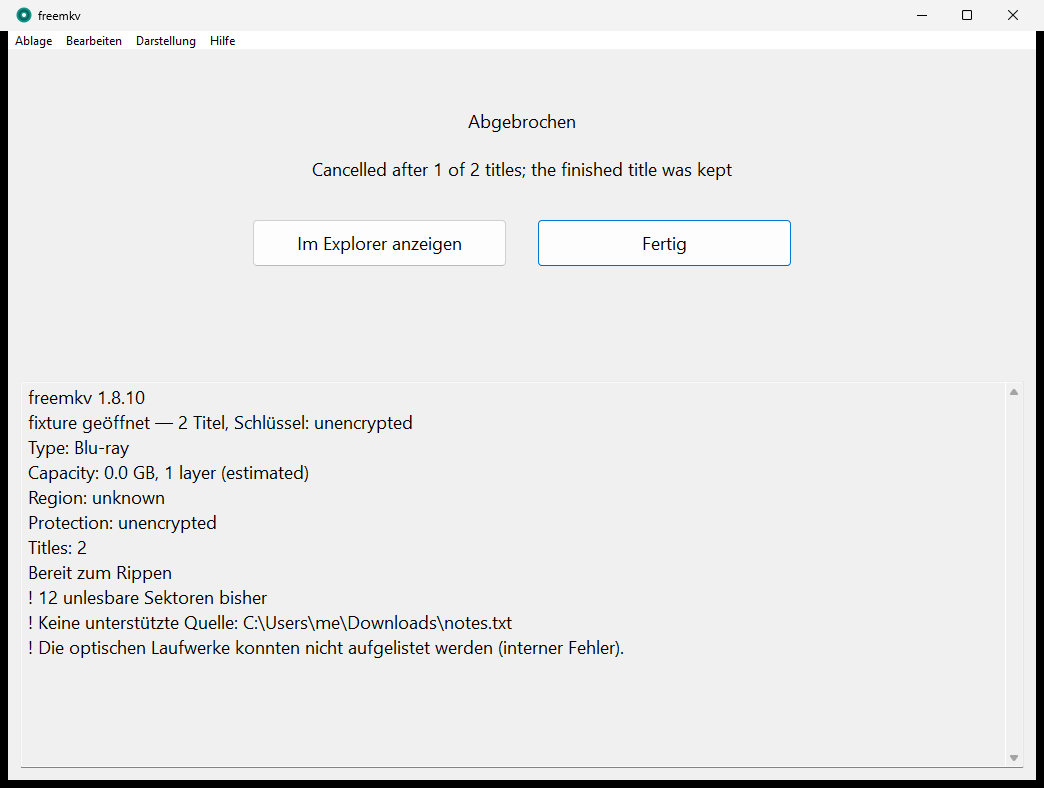 freemkv
Ablage Bearbeiten Darstellung Hilfe
Abgebrochen
Cancelled after 1 of 2 titles; the finished title was kept
Im Explorer anzeigen Fertig
freemkv 1.8.10
fixture geöffnet — 2 Titel, Schlüssel: unencrypted
Type: Blu-ray
Capacity: 0.0 GB, 1 layer (estimated)
Region: unknown
Protection: unencrypted
Titles: 2
Bereit zum Rippen
! 12 unlesbare Sektoren bisher
! Keine unterstützte Quelle: C:\Users\me\Downloads\notes.txt
! Die optischen Laufwerke konnten nicht aufgelistet werden (interner Fehler).